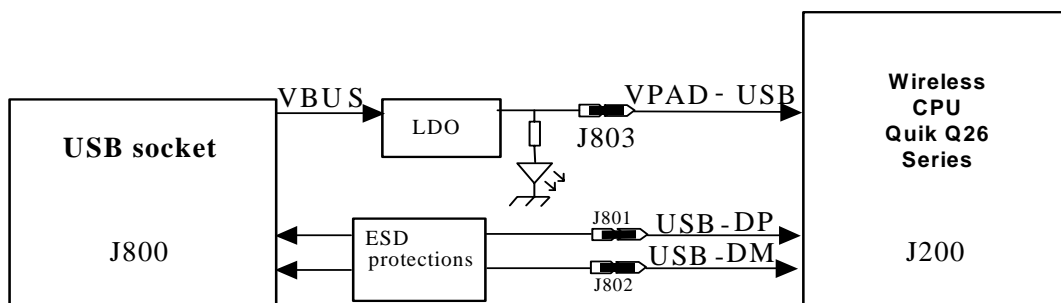 VBUS
LDO
VPAD- USB
J803
USB socket
J800
ESD
protections
J801
USB-DP
USB-DM
J802
Wireless
CPU
Quik Q26
Series
J200